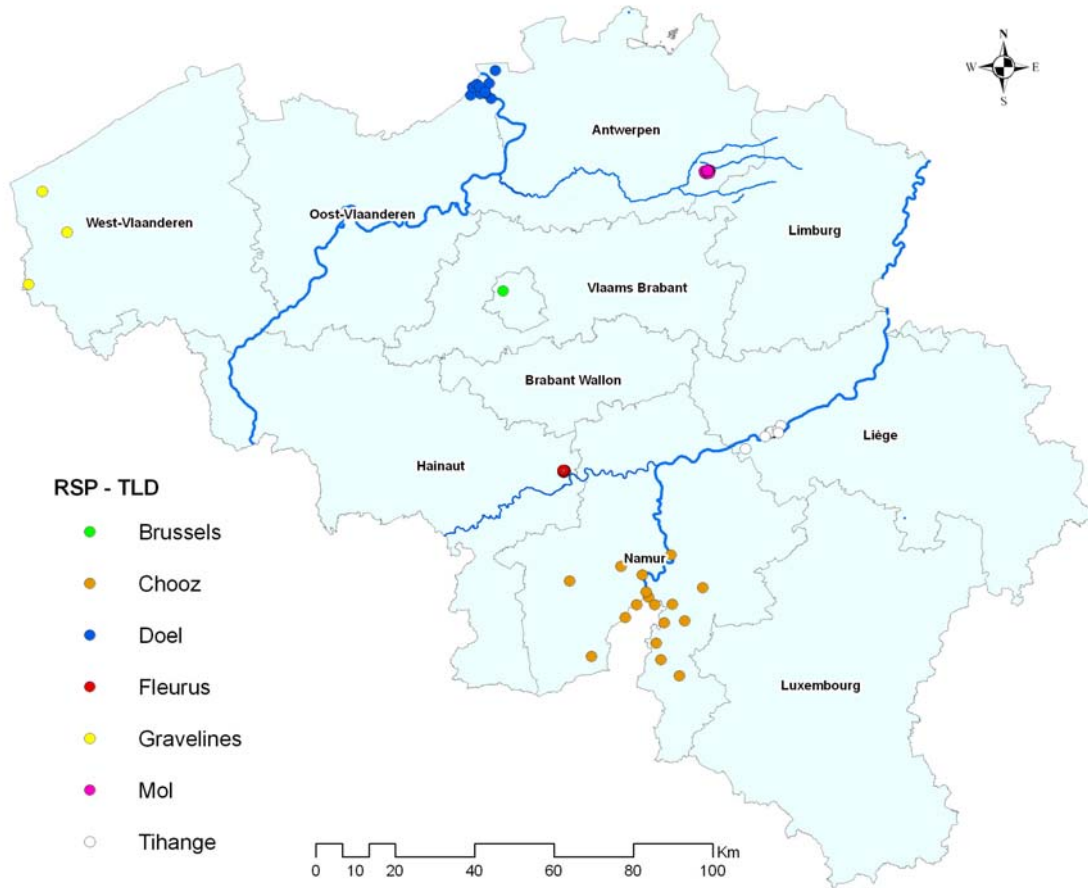 N
W E
S
Antwerpen
West-Vlaanderen
Oost-Vlaanderen
Limburg
Vlaams Brabant
Brabant Wallon
Liége
Hainaut
Namur
Luxembourg
RSP - TLD
Brussels
Chooz
Doel
Fleurus
Gravelines
Mol
Tihange
Km
0 10 20 40 60 80 100